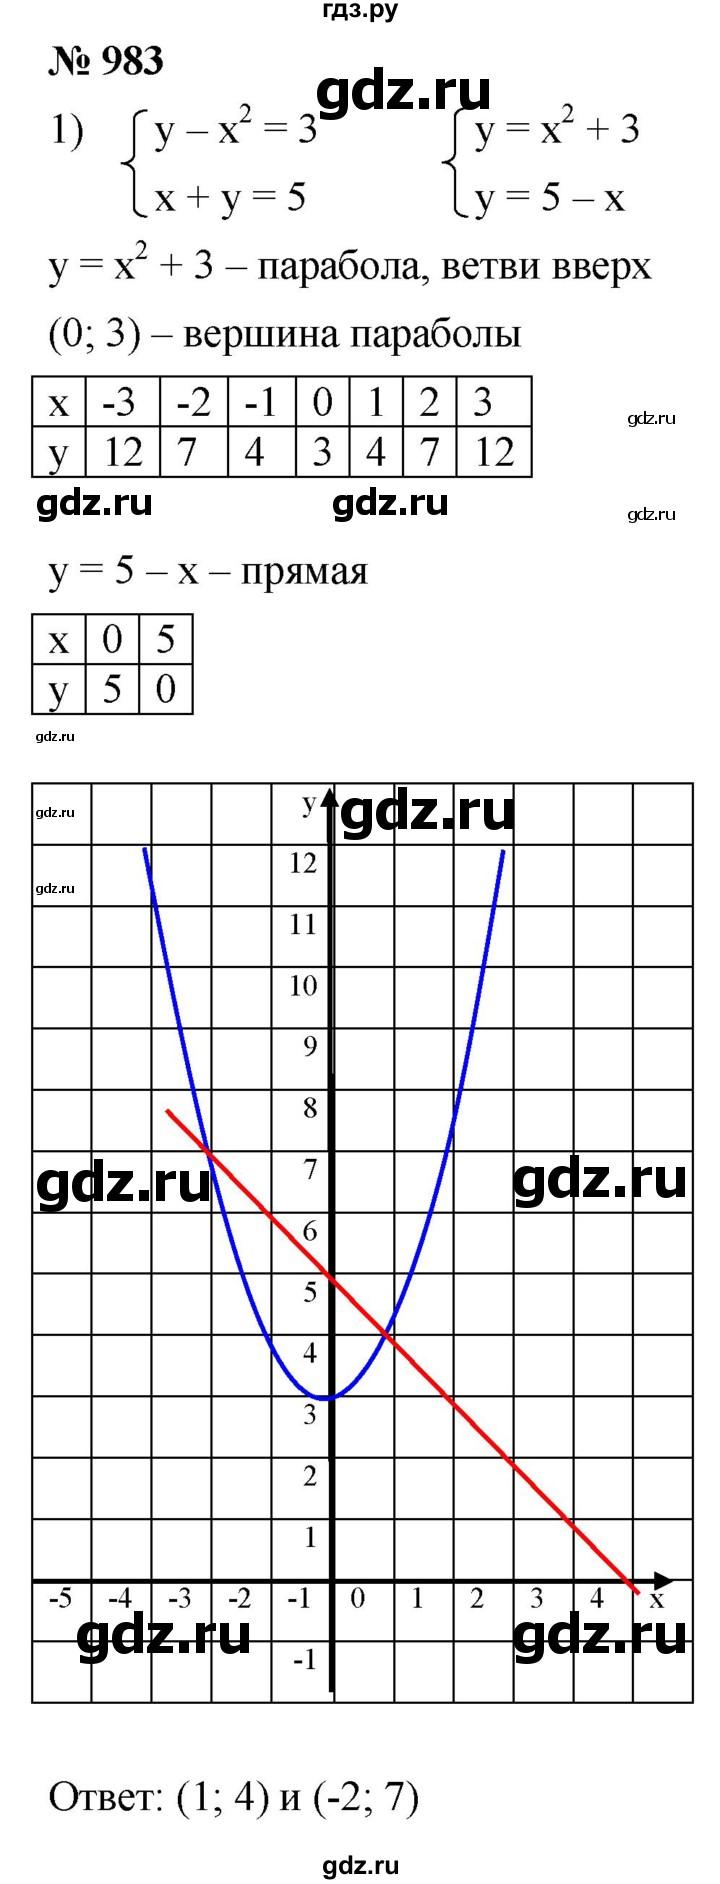 гдз.ру
№ 983
gdz.ru
1) y – x² = 3 y = x² + 3
x + y = 5 y = 5 – x
y = x² + 3 – парабола, ветви вверх
(0; 3) – вершина параболы
x -3 -2 -1 0 1 2 3
gdz.ru
y 12 7 4 3 4 7 12
gdz.ru gdz.ru
gdz.ru
y = 5 – x – прямая
x 0 5
y 5 0
gdz.ru
y
gdz.ru
gdz.ru
12
gdz.ru
11
10
9
8
7
gdz.ru gdz.ru
6
5
4
3
2
1
-5 -4 -3 -2 -1 0 1 2 3 4 x
gdz.ru gdz.ru
-1
Ответ: (1; 4) и (-2; 7)
gdz.ru